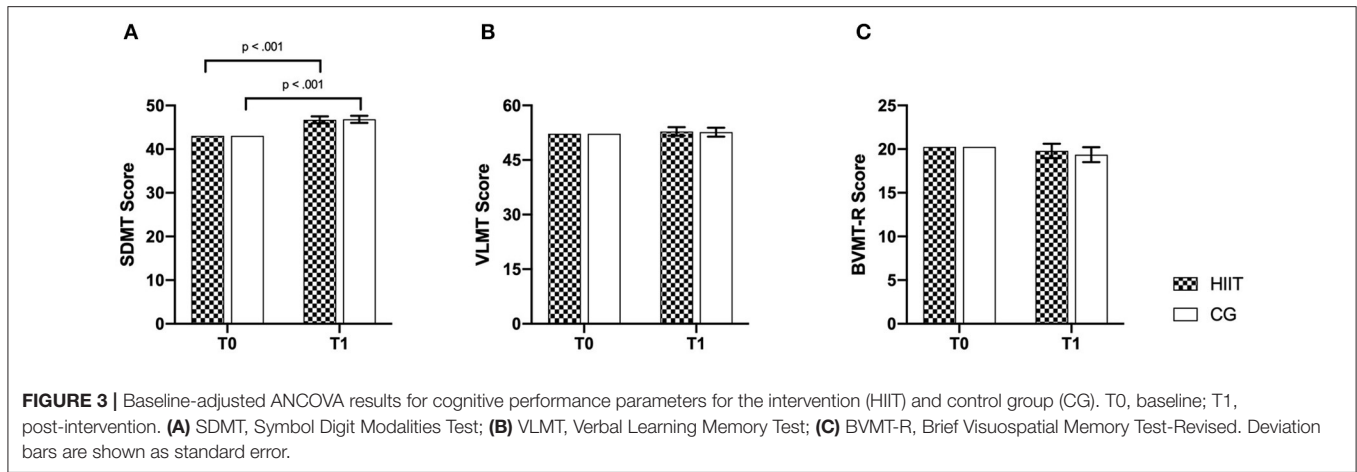 A
p < .001
p < .001
SDMT Score
50
40
30
20
10
0
T0
T1
B
VLMT Score
60
45
30
15
0
T0
T1
C
BVMT-R Score
25
20
15
10
5
0
T0
T1
HIIT
CG
FIGURE 3 | Baseline-adjusted ANCOVA results for cognitive performance parameters for the intervention (HIIT) and control group (CG). T0, baseline; T1,
post-intervention. (A) SDMT, Symbol Digit Modalities Test; (B) VLMT, Verbal Learning Memory Test; (C) BVMT-R, Brief Visuospatial Memory Test-Revised. Deviation
bars are shown as standard error.